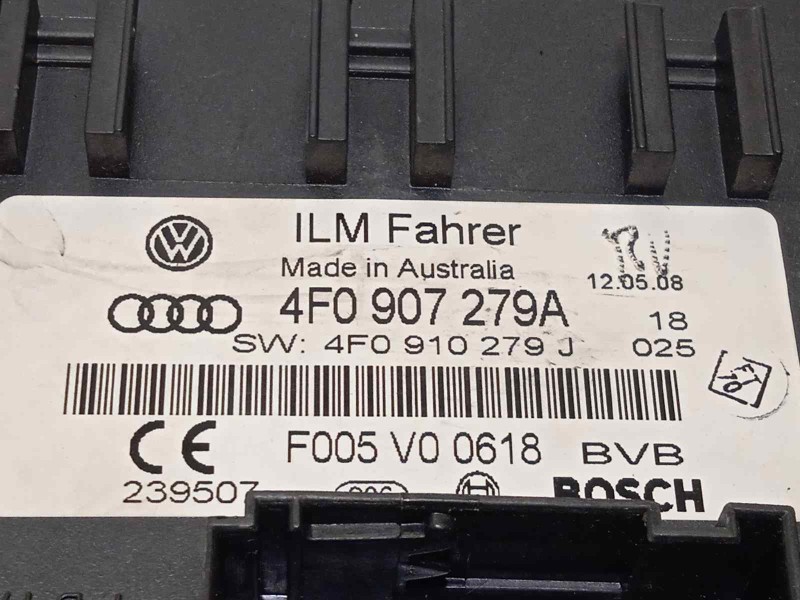 ILM Fahrer
Made in Australia
12.05.08
4F0 907 279A
18
SW: 4F0 910 279 J
025
CE
F005 V0 0618 BVB
239507
BOSCH